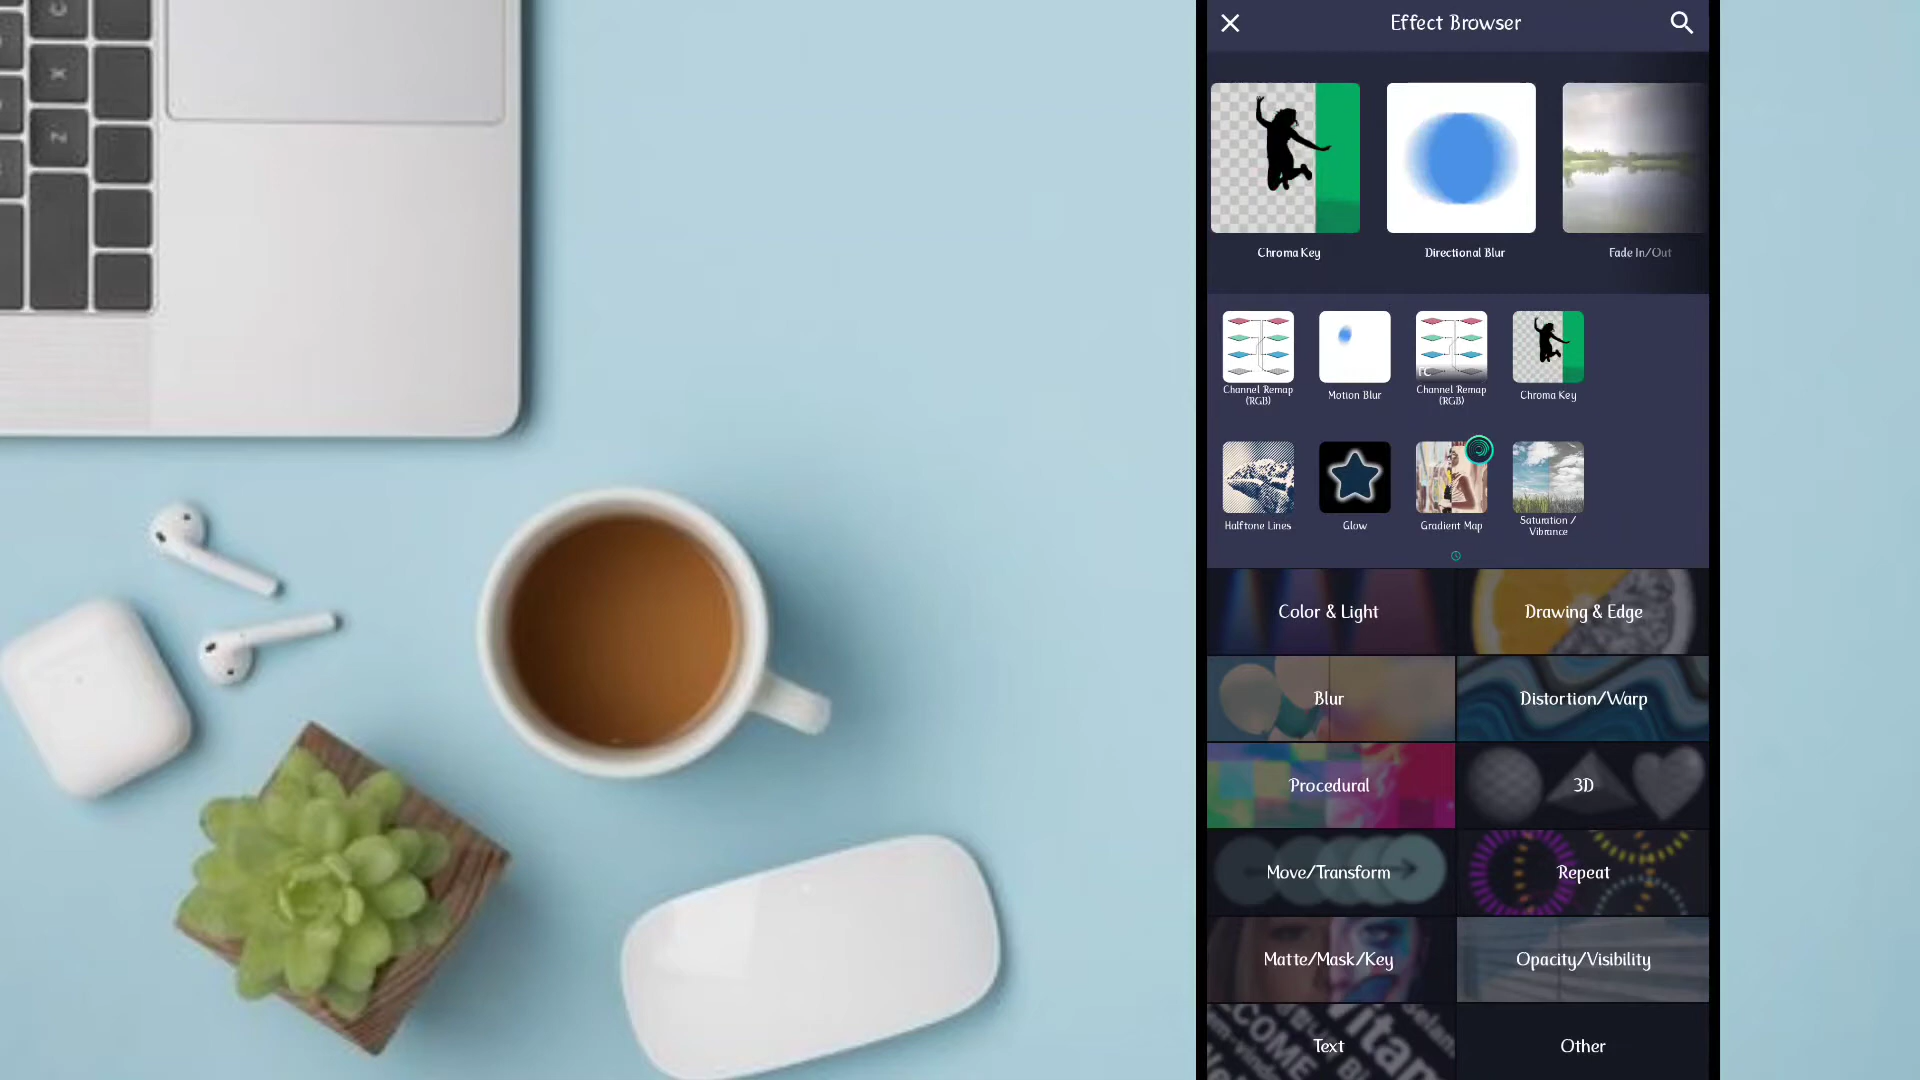 Effect Browser
Chroma Key
Directional Blur
Fade In/Out
Channel Remap
(RGB)
Motion Blur
Channel Remap
(RGB)
Chroma Key
Halftone Lines
Glow
Gradient Map
Saturation /
Vibrance
Color & Light
Drawing & Edge
Blur
Distortion/Warp
Procedural
3D
Move/Transform
Repeat
Matte/Mask/Key
Opacity/Visibility
Text
Other